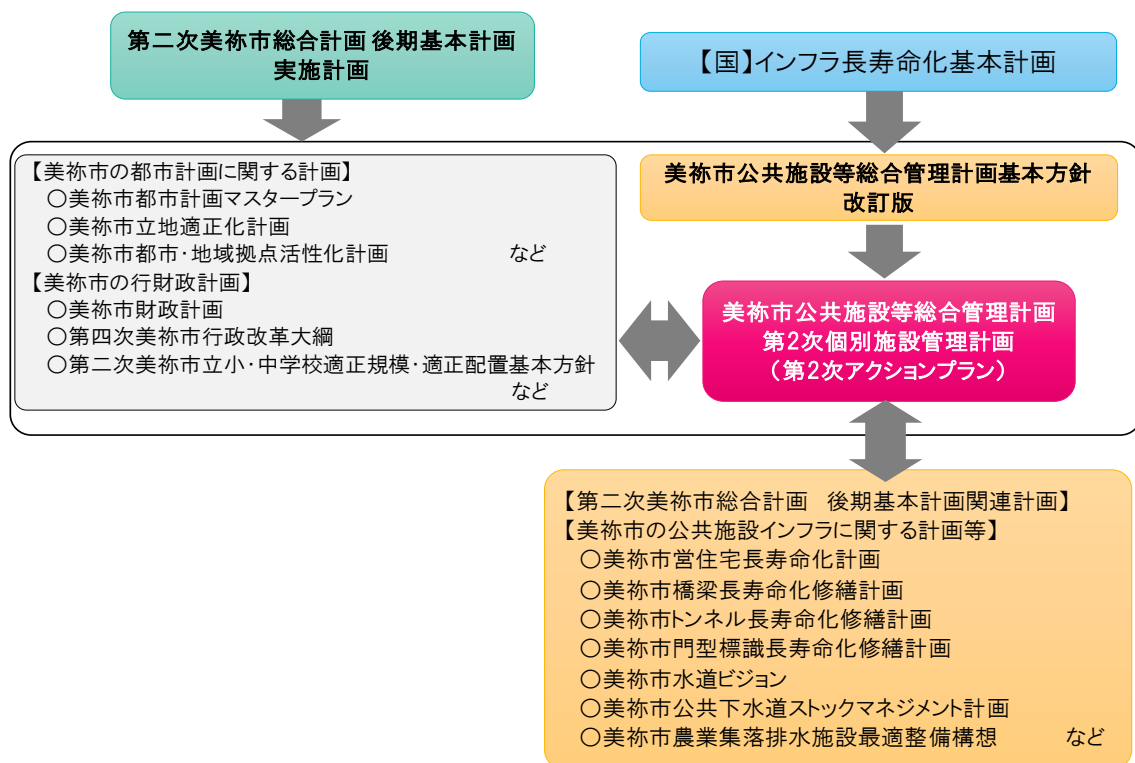 第二次美祢市総合計画 後期基本計画
実施計画
【国】インフラ長寿命化基本計画
【美祢市の都市計画に関する計画】
○美祢市都市計画マスタープラン
○美祢市立地適正化計画
○美祢市都市・地域拠点活性化計画　など
【美祢市の行財政計画】
○美祢市財政計画
○第四次美祢市行政改革大綱
○第二次美祢市立小・中学校適正規模・適正配置基本方針
など
美祢市公共施設等総合管理計画基本方針
改訂版
美祢市公共施設等総合管理計画
第2次個別施設管理計画
（第2次アクションプラン）
【第二次美祢市総合計画　後期基本計画関連計画】
【美祢市の公共施設インフラに関する計画等】
○美祢市営住宅長寿命化計画
○美祢市橋梁長寿命化修繕計画
○美祢市トンネル長寿命化修繕計画
○美祢市門型標識長寿命化修繕計画
○美祢市水道ビジョン
○美祢市公共下水道ストックマネジメント計画
○美祢市農業集落排水施設最適整備構想　など